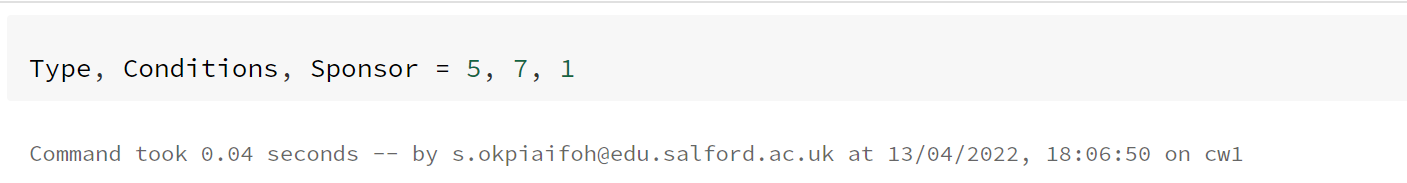 Type, Conditions, Sponsor = 5, 7, 1
Command took 0.04 seconds -- by s.okpiaifoh@edu.salford.ac.uk at 13/04/2022, 18:06:50 on cw1